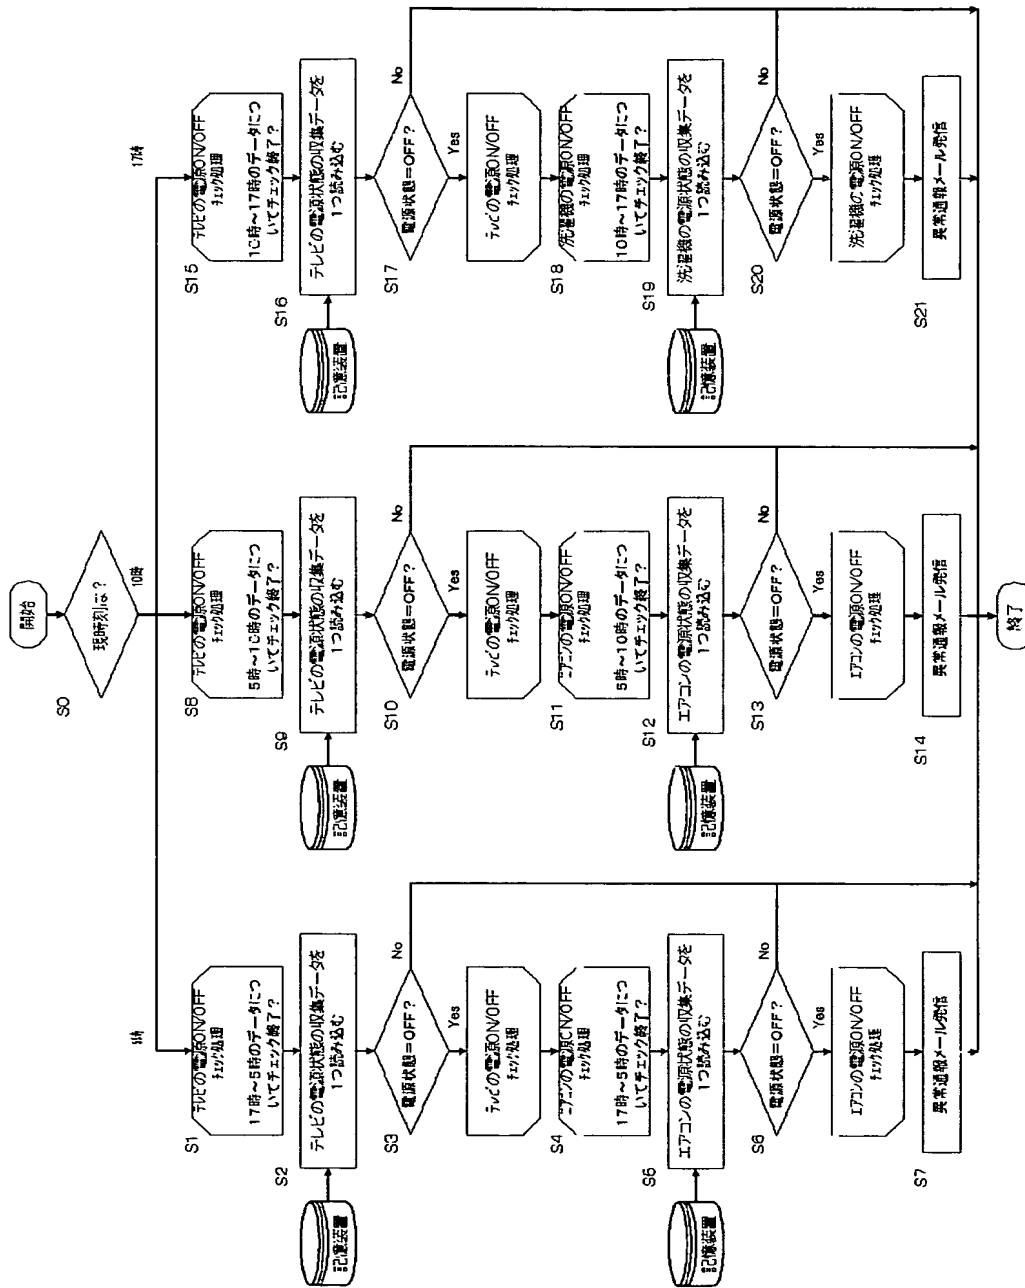 開始
S0
現時刻は?
5時
10時
17時
S1
テレビの電源ON/OFF
チェック処理
17時～5時のデータにつ
いてチェック終了?
S2
テレビの電源状態の収集データを
1つ読み込む
記憶装置
S3
電源状態=OFF?
No
Yes
テレビの電源ON/OFF
チェック処理
S4
エアコンの電源ON/OFF
チェック処理
17時～5時のデータにつ
いてチェック終了?
S5
エアコンの電源状態の収集データを
1つ読み込む
記憶装置
S6
電源状態=OFF?
No
Yes
エアコンの電源ON/OFF
チェック処理
S7
異常通報メール発信
S8
テレビの電源ON/OFF
チェック処理
5時～10時のデータにつ
いてチェック終了?
S9
テレビの電源状態の収集データを
1つ読み込む
記憶装置
S10
電源状態=OFF?
No
Yes
テレビの電源ON/OFF
チェック処理
S11
エアコンの電源ON/OFF
チェック処理
5時～10時のデータにつ
いてチェック終了?
S12
エアコンの電源状態の収集データを
1つ読み込む
記憶装置
S13
電源状態=OFF?
No
Yes
エアコンの電源ON/OFF
チェック処理
S14
異常通報メール発信
S15
テレビの電源ON/OFF
チェック処理
10時～17時のデータにつ
いてチェック終了?
S16
テレビの電源状態の収集データを
1つ読み込む
記憶装置
S17
電源状態=OFF?
No
Yes
テレビの電源ON/OFF
チェック処理
S18
洗濯機の電源ON/OFF
チェック処理
10時～17時のデータにつ
いてチェック終了?
S19
洗濯機の電源状態の収集データを
1つ読み込む
記憶装置
S20
電源状態=OFF?
No
Yes
洗濯機の電源ON/OFF
チェック処理
S21
異常通報メール発信
終了